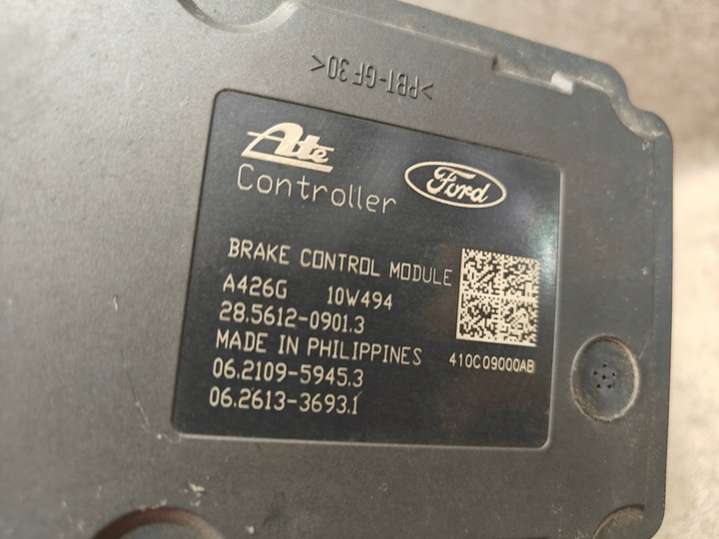 >PBT-GF30<
Ate
Ford
Controller
BRAKE CONTROL MODULE
A426G 10W494
28.5612-0901.3
MADE IN PHILIPPINES
410C09000AB
06.2109-5945.3
06.2613-3693.1